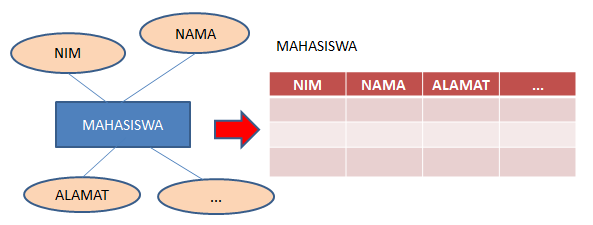 NIM
NAMA
MAHASISWA
ALAMAT
...
MAHASISWA
NIM NAMA ALAMAT ...